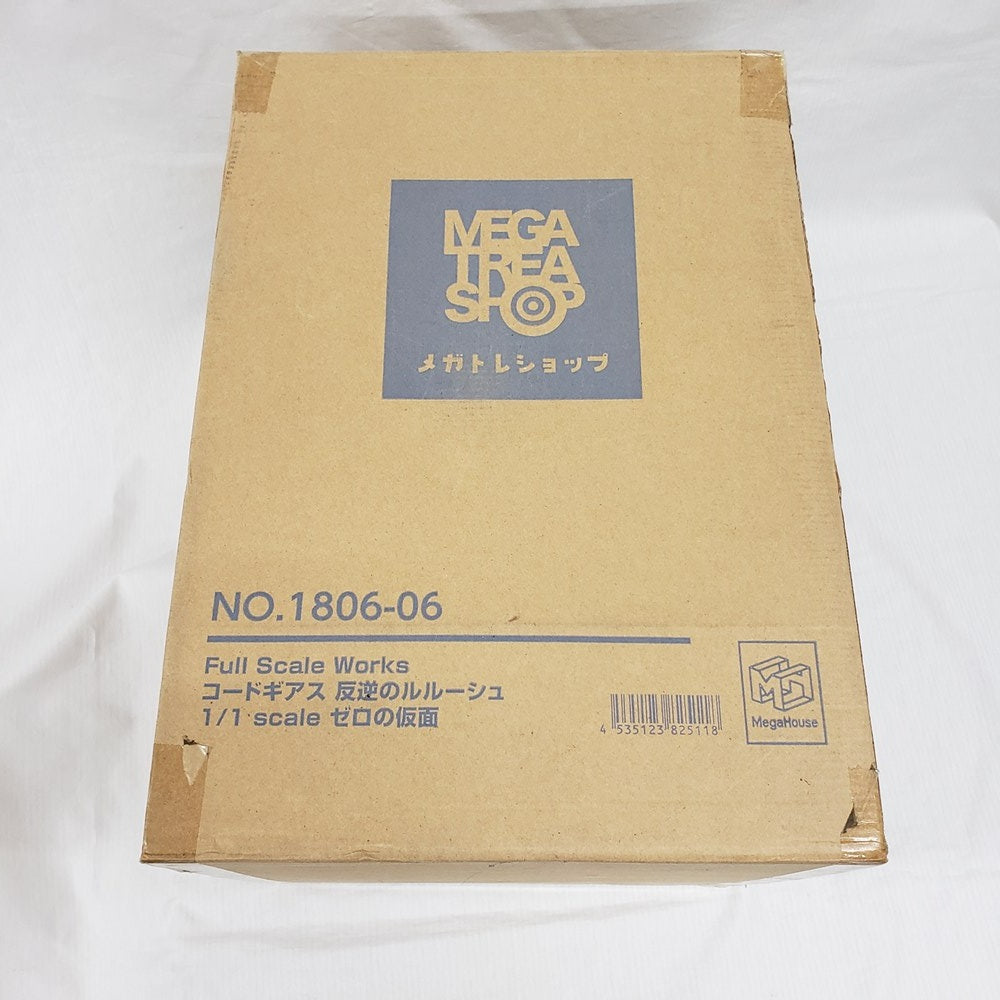 MEGA
TREA
SHOP
メガトレショップ
NO.1806-06
Full Scale Works
コードギアス 反逆のルルーシュ
1/1 scale ゼロの仮面
4 535123 825118
MegaHouse